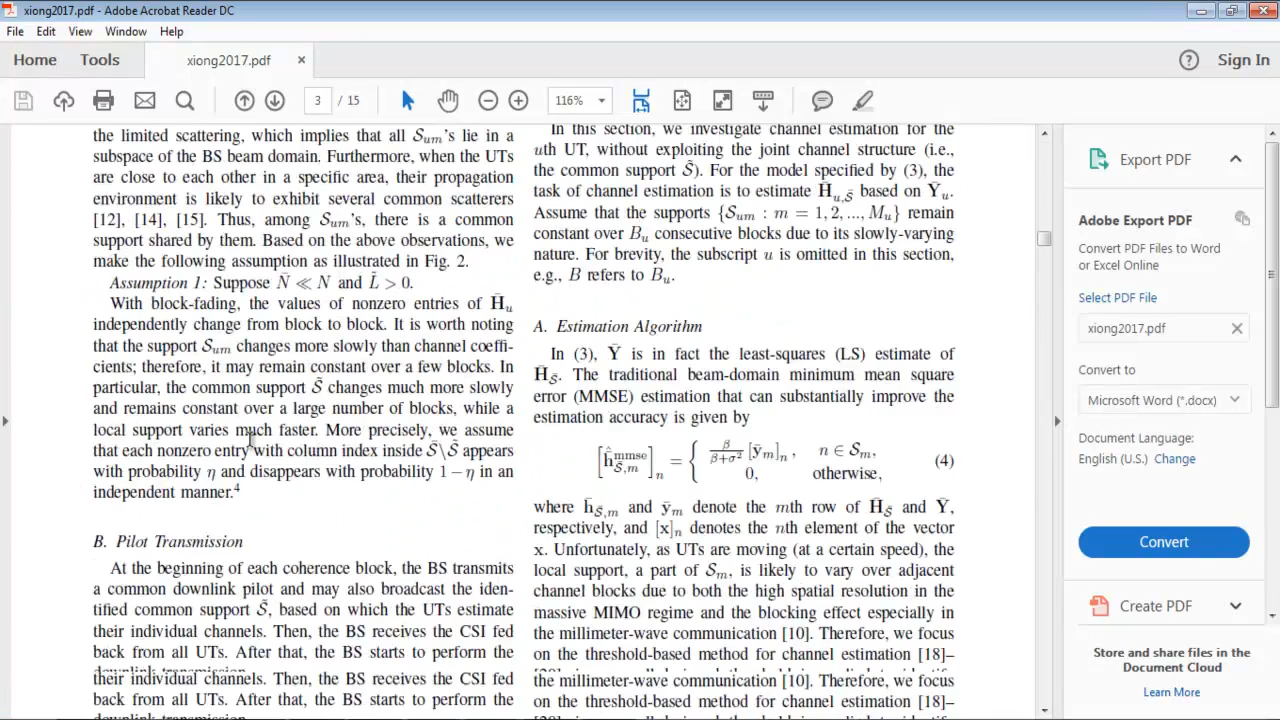 xiong2017.pdf - Adobe Acrobat Reader DC
File Edit View Window Help
Home Tools xiong2017.pdf × ? Sign In
3 / 15 116%
the limited scattering, which implies that all 𝒮ᵤₘ's lie in a
subspace of the BS beam domain. Furthermore, when the UTs
are close to each other in a specific area, their propagation
environment is likely to exhibit several common scatterers
[12], [14], [15]. Thus, among 𝒮ᵤₘ's, there is a common
support shared by them. Based on the above observations, we
make the following assumption as illustrated in Fig. 2.
Assumption 1: Suppose N̄ ≪ N and L̃ > 0.
With block-fading, the values of nonzero entries of H̄ᵤ
independently change from block to block. It is worth noting
that the support 𝒮ᵤₘ changes more slowly than channel coeffi-
cients; therefore, it may remain constant over a few blocks. In
particular, the common support 𝒮̃ changes much more slowly
and remains constant over a large number of blocks, while a
local support varies much faster. More precisely, we assume
that each nonzero entry with column index inside 𝒮̄\𝒮̃ appears
with probability η and disappears with probability 1 − η in an
independent manner.⁴
B. Pilot Transmission
At the beginning of each coherence block, the BS transmits
a common downlink pilot and may also broadcast the iden-
tified common support 𝒮̃, based on which the UTs estimate
their individual channels. Then, the BS receives the CSI fed
back from all UTs. After that, the BS starts to perform the
downlink transmission.
their individual channels. Then, the BS receives the CSI fed
back from all UTs. After that, the BS starts to perform the
downlink transmission.
In this section, we investigate channel estimation for the
uth UT, without exploiting the joint channel structure (i.e.,
the common support 𝒮̃). For the model specified by (3), the
task of channel estimation is to estimate H̄_{u,𝒮̄} based on Ȳᵤ.
Assume that the supports {𝒮ᵤₘ : m = 1, 2, ..., Mᵤ} remain
constant over Bᵤ consecutive blocks due to its slowly-varying
nature. For brevity, the subscript u is omitted in this section,
e.g., B refers to Bᵤ.
A. Estimation Algorithm
In (3), Ȳ is in fact the least-squares (LS) estimate of
H̄_𝒮̄. The traditional beam-domain minimum mean square
error (MMSE) estimation that can substantially improve the
estimation accuracy is given by
[ĥ̄^{mmse}_{𝒮̄,m}]ₙ = { β/(β+σ²) [ȳₘ]ₙ, n ∈ 𝒮ₘ,
0, otherwise, (4)
where h̄_{𝒮̄,m} and ȳₘ denote the mth row of H̄_𝒮̄ and Ȳ,
respectively, and [x]ₙ denotes the nth element of the vector
x. Unfortunately, as UTs are moving (at a certain speed), the
local support, a part of 𝒮ₘ, is likely to vary over adjacent
channel blocks due to both the high spatial resolution in the
massive MIMO regime and the blocking effect especially in
the millimeter-wave communication [10]. Therefore, we focus
on the threshold-based method for channel estimation [18]–
the millimeter-wave communication [10]. Therefore, we focus
on the threshold-based method for channel estimation [18]–
Export PDF
Adobe Export PDF
Convert PDF Files to Word
or Excel Online
Select PDF File
xiong2017.pdf ×
Convert to
Microsoft Word (*.docx)
Document Language:
English (U.S.) Change
Convert
Create PDF
Store and share files in the
Document Cloud
Learn More